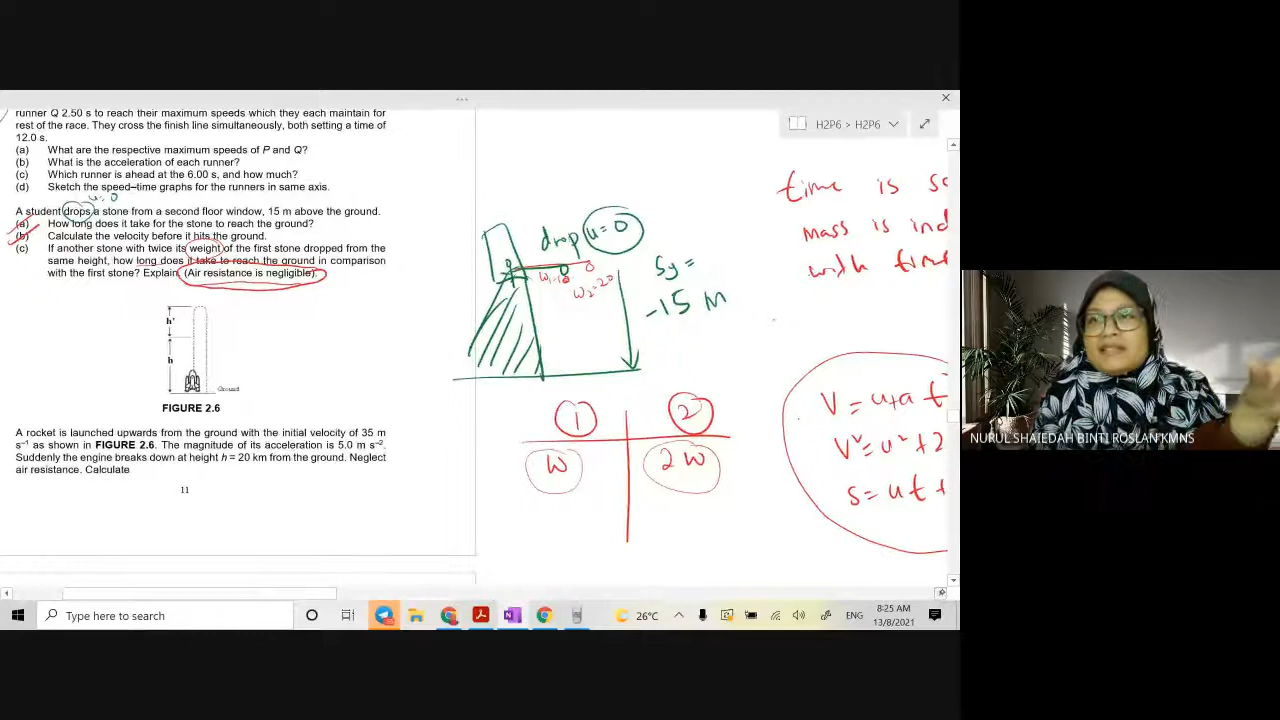 runner Q 2.50 s to reach their maximum speeds which they each maintain for
rest of the race. They cross the finish line simultaneously, both setting a time of
12.0 s.
(a) What are the respective maximum speeds of P and Q?
(b) What is the acceleration of each runner?
(c) Which runner is ahead at the 6.00 s, and how much?
(d) Sketch the speed–time graphs for the runners in same axis.
u=0
A student drops a stone from a second floor window, 15 m above the ground.
(a) How long does it take for the stone to reach the ground?
(b) Calculate the velocity before it hits the ground.
(c) If another stone with twice its weight of the first stone dropped from the
same height, how long does it take to reach the ground in comparison
with the first stone? Explain. (Air resistance is negligible).
h'
h
Ground
FIGURE 2.6
A rocket is launched upwards from the ground with the initial velocity of 35 m
s⁻¹ as shown in FIGURE 2.6. The magnitude of its acceleration is 5.0 m s⁻².
Suddenly the engine breaks down at height h = 20 km from the ground. Neglect
air resistance. Calculate
11
drop u=0
W₁=10
W₂=20
Sy=
-15 m
1 2
W 2W
H2P6 > H2P6
time is
mass is
with
V = u+a t
V² = u² + 2
s = ut +
NURUL SHAIEDAH BINTI ROSLAN KMNS
Type here to search
26°C
ENG
8:25 AM
13/8/2021